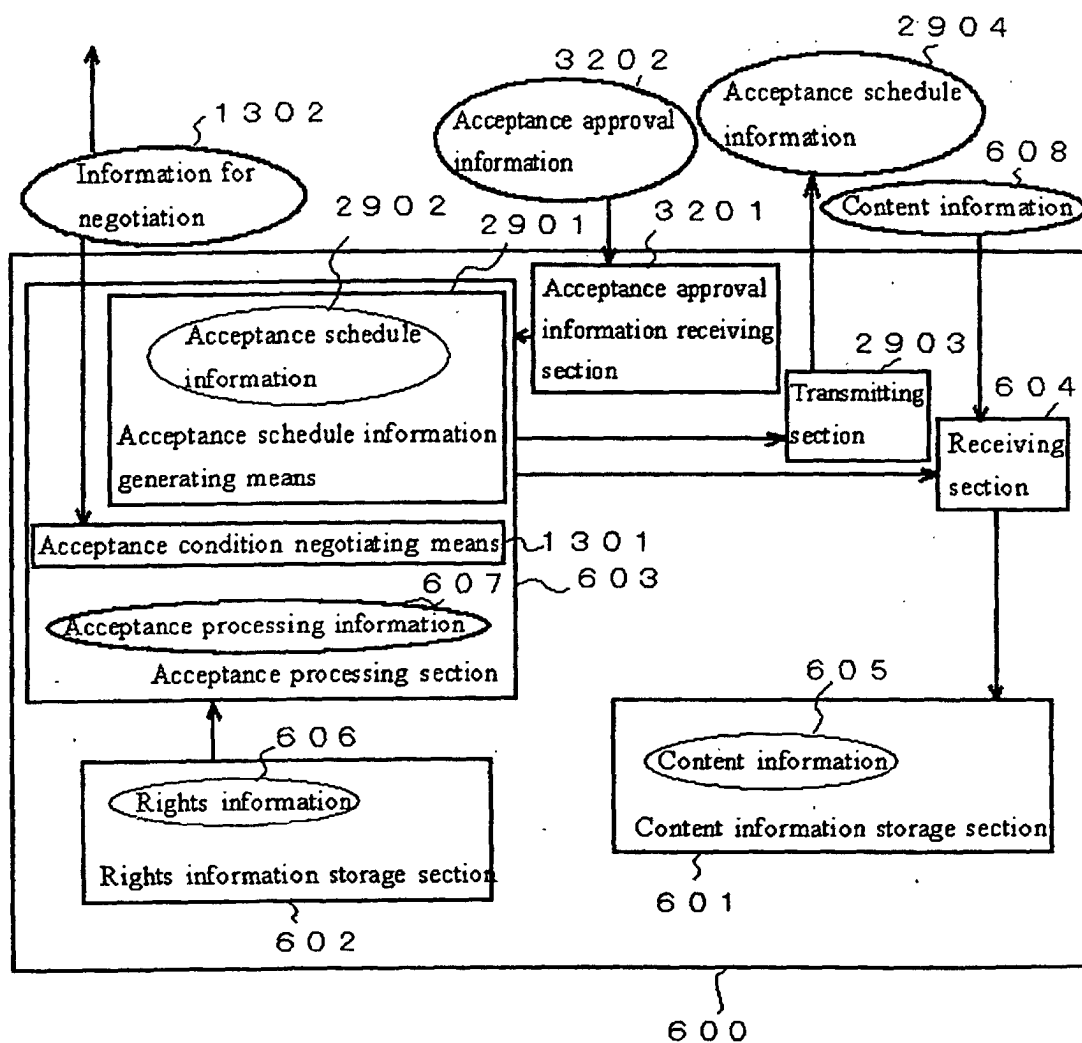 2904
3202
Acceptance schedule
information
1302
Acceptance approval
information
608
Information for
negotiation
2902
2901
3201
Content information
Acceptance approval
information receiving
section
Acceptance schedule
information
2903
Transmitting
section
604
Receiving
section
Acceptance schedule information
generating means
Acceptance condition negotiating means
1301
603
607
Acceptance processing information
Acceptance processing section
605
606
Content information
Rights information
Content information storage section
Rights information storage section
601
602
600